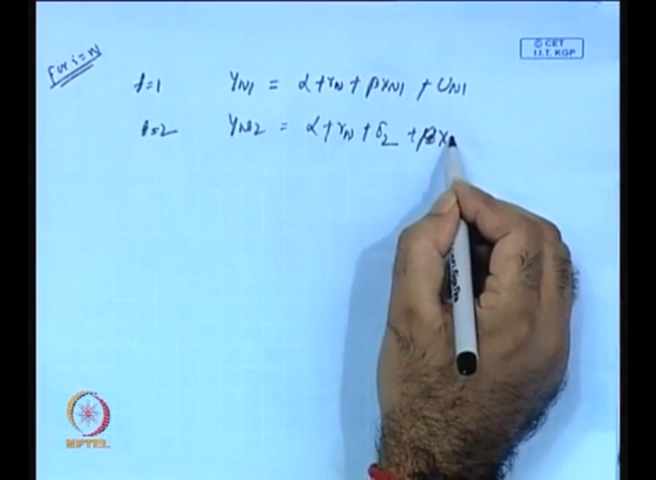 For i=N
© CET
I.I.T. KGP
t=1 YN1 = α + γN + βXN1 + UN1
t=2 YN2 = α + γN + δ2 + βX
NPTEL